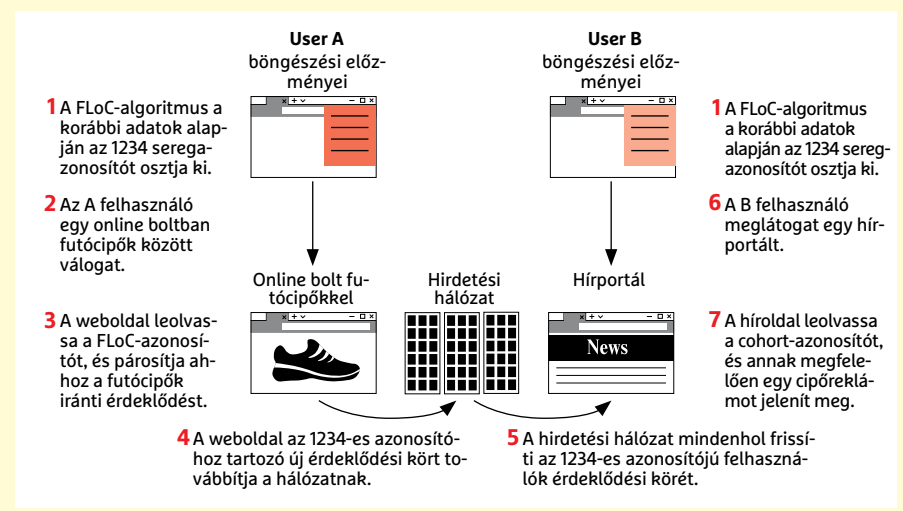 User A
böngészési előz-
ményei
User B
böngészési előz-
ményei
1 A FLoC-algoritmus a
korábbi adatok alap-
ján az 1234 serega-
zonosítót osztja ki.
2 Az A felhasználó
egy online boltban
futócipők között
válogat.
3 A weboldal leolvas-
sa a FLoC-azonosí-
tót, és párosítja ah-
hoz a futócipők
iránti érdeklődést.
Online bolt fu-
tócipőkkel
Hirdetési
hálózat
Hírportál
News
1 A FLoC-algoritmus
a korábbi adatok
alapján az 1234 sereg-
azonosítót osztja ki.
6 A B felhasználó
meglátogat egy hír-
portált.
7 A híroldal leolvassa
a cohort-azonosítót,
és annak megfele-
lően egy cipőreklá-
mot jelenít meg.
4 A weboldal az 1234-es azonosító-
hoz tartozó új érdeklődési kört to-
vábbítja a hálózatnak.
5 A hirdetési hálózat mindenhol frissí-
ti az 1234-es azonosítójú felhaszná-
lók érdeklődési körét.